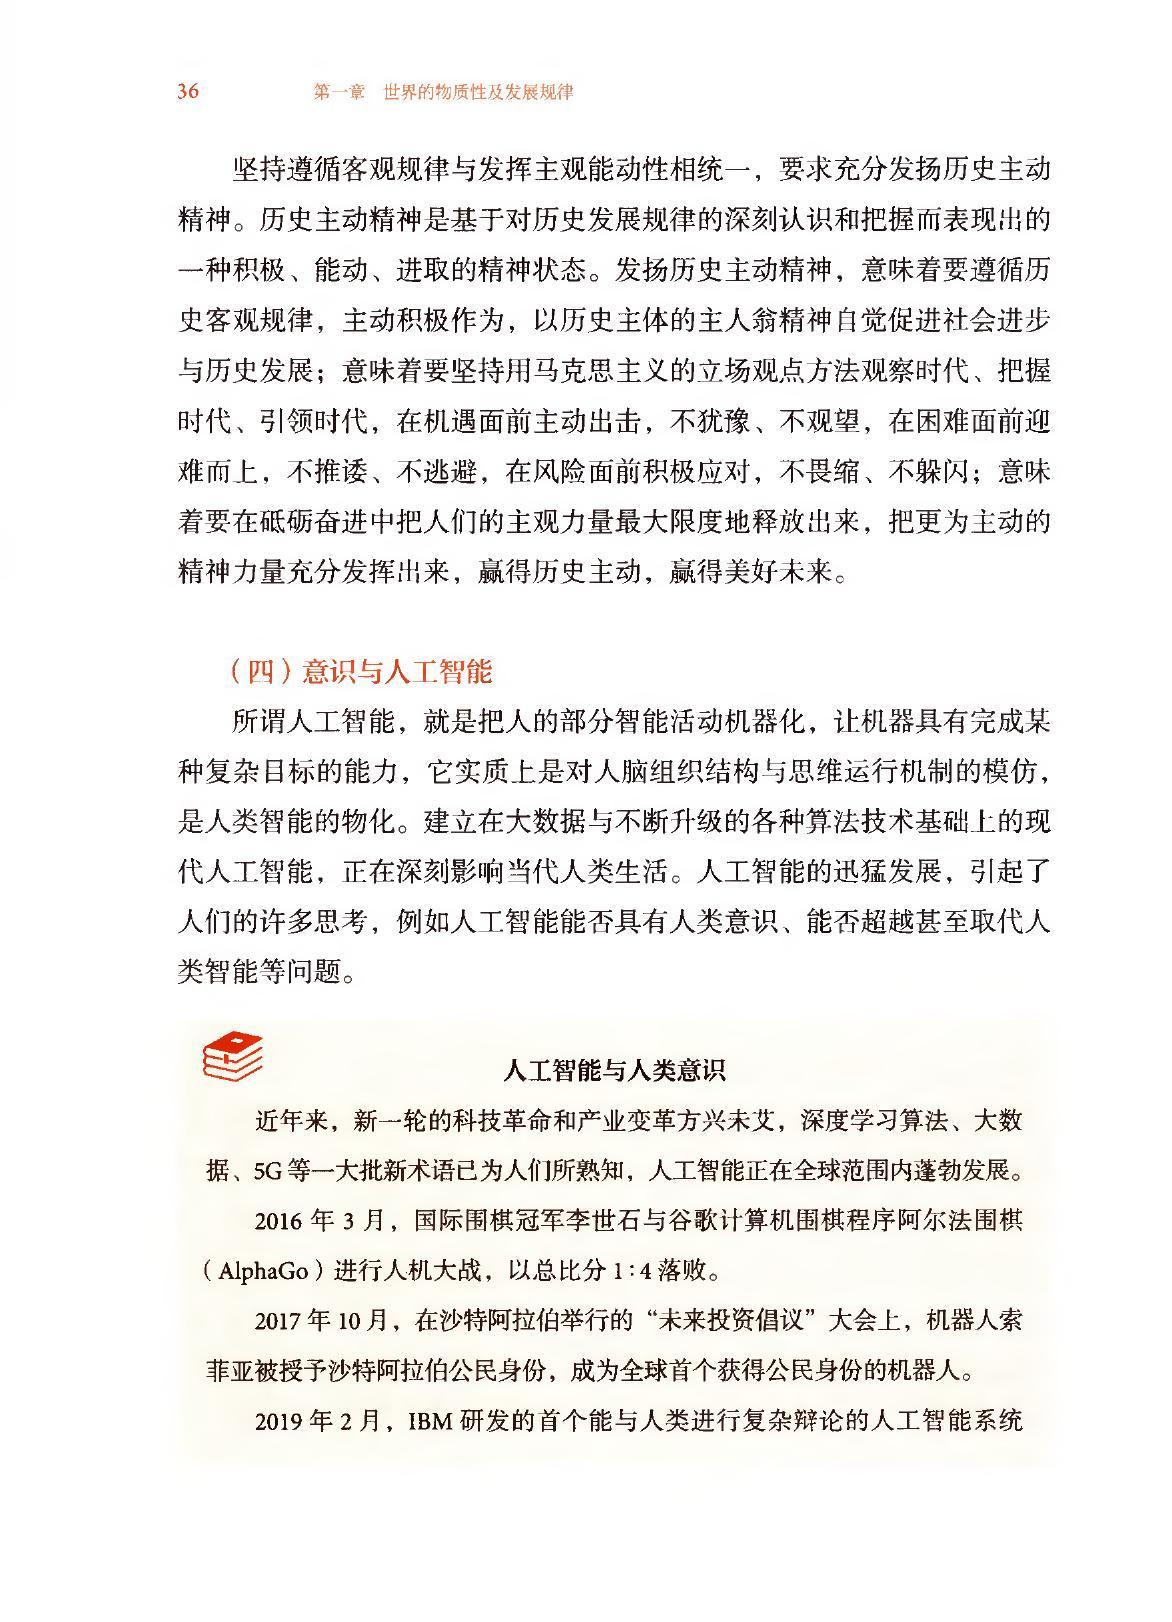 36 第一章 世界的物质性及发展规律
坚持遵循客观规律与发挥主观能动性相统一，要求充分发扬历史主动
精神。历史主动精神是基于对历史发展规律的深刻认识和把握而表现出的
一种积极、能动、进取的精神状态。发扬历史主动精神，意味着要遵循历
史客观规律，主动积极作为，以历史主体的主人翁精神自觉促进社会进步
与历史发展；意味着要坚持用马克思主义的立场观点方法观察时代、把握
时代、引领时代，在机遇面前主动出击，不犹豫、不观望，在困难面前迎
难而上，不推诿、不逃避，在风险面前积极应对，不畏缩、不躲闪；意味
着要在砥砺奋进中把人们的主观力量最大限度地释放出来，把更为主动的
精神力量充分发挥出来，赢得历史主动，赢得美好未来。
（四）意识与人工智能
所谓人工智能，就是把人的部分智能活动机器化，让机器具有完成某
种复杂目标的能力，它实质上是对人脑组织结构与思维运行机制的模仿，
是人类智能的物化。建立在大数据与不断升级的各种算法技术基础上的现
代人工智能，正在深刻影响当代人类生活。人工智能的迅猛发展，引起了
人们的许多思考，例如人工智能能否具有人类意识、能否超越甚至取代人
类智能等问题。
人工智能与人类意识
近年来，新一轮的科技革命和产业变革方兴未艾，深度学习算法、大数
据、5G等一大批新术语已为人们所熟知，人工智能正在全球范围内蓬勃发展。
2016年3月，国际围棋冠军李世石与谷歌计算机围棋程序阿尔法围棋
（AlphaGo）进行人机大战，以总比分1∶4落败。
2017年10月，在沙特阿拉伯举行的“未来投资倡议”大会上，机器人索
菲亚被授予沙特阿拉伯公民身份，成为全球首个获得公民身份的机器人。
2019年2月，IBM研发的首个能与人类进行复杂辩论的人工智能系统